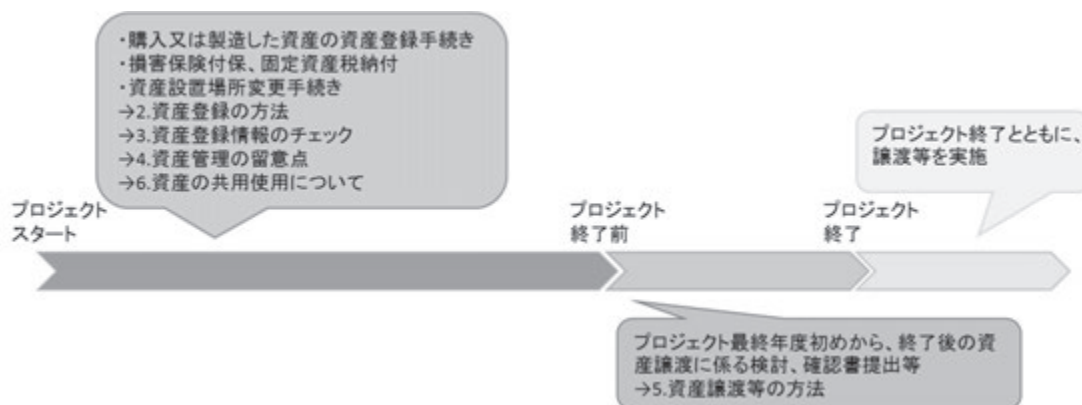 ・購入又は製造した資産の資産登録手続き
・損害保険付保、固定資産税納付
・資産設置場所変更手続き
→2.資産登録の方法
→3.資産登録情報のチェック
→4.資産管理の留意点
→6.資産の共用使用について
プロジェクト終了とともに、
譲渡等を実施
プロジェクト
スタート
プロジェクト
終了前
プロジェクト
終了
プロジェクト最終年度初めから、終了後の資
産譲渡に係る検討、確認書提出等
→5.資産譲渡等の方法